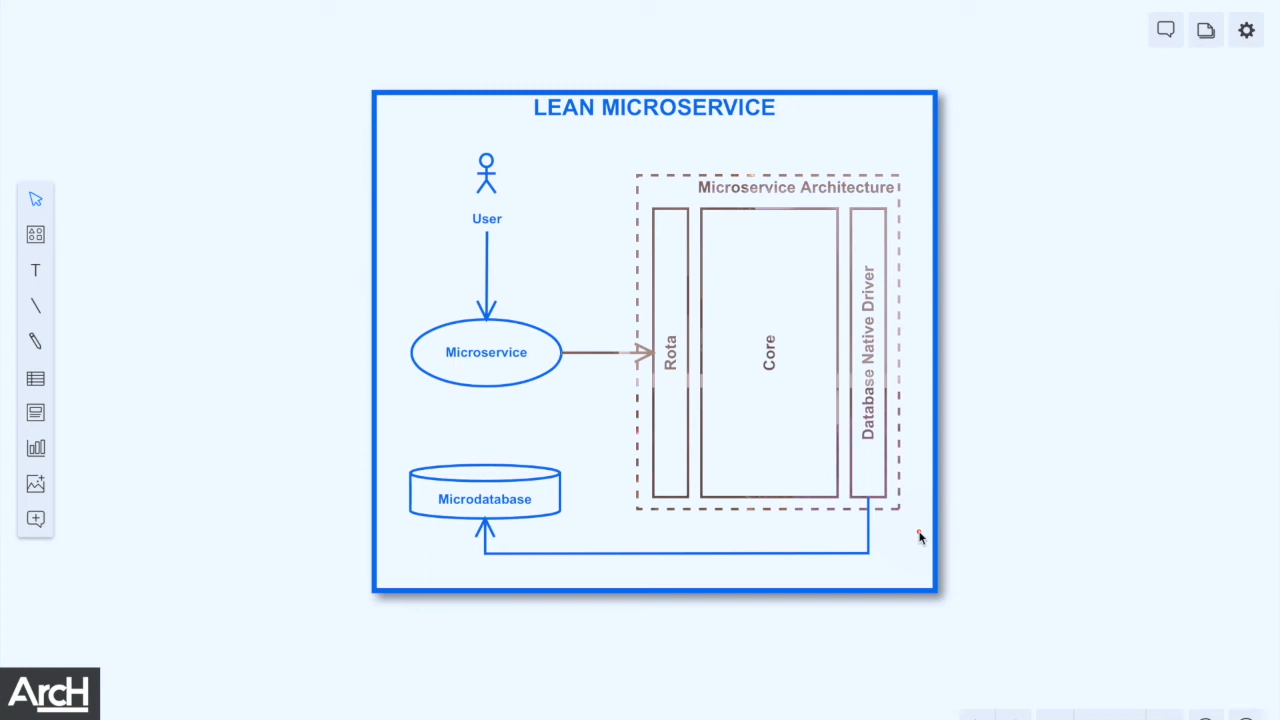 LEAN MICROSERVICE
Microservice Architecture
User
Microservice
Rota
Core
Database Native Driver
Microdatabase
T
ArcH